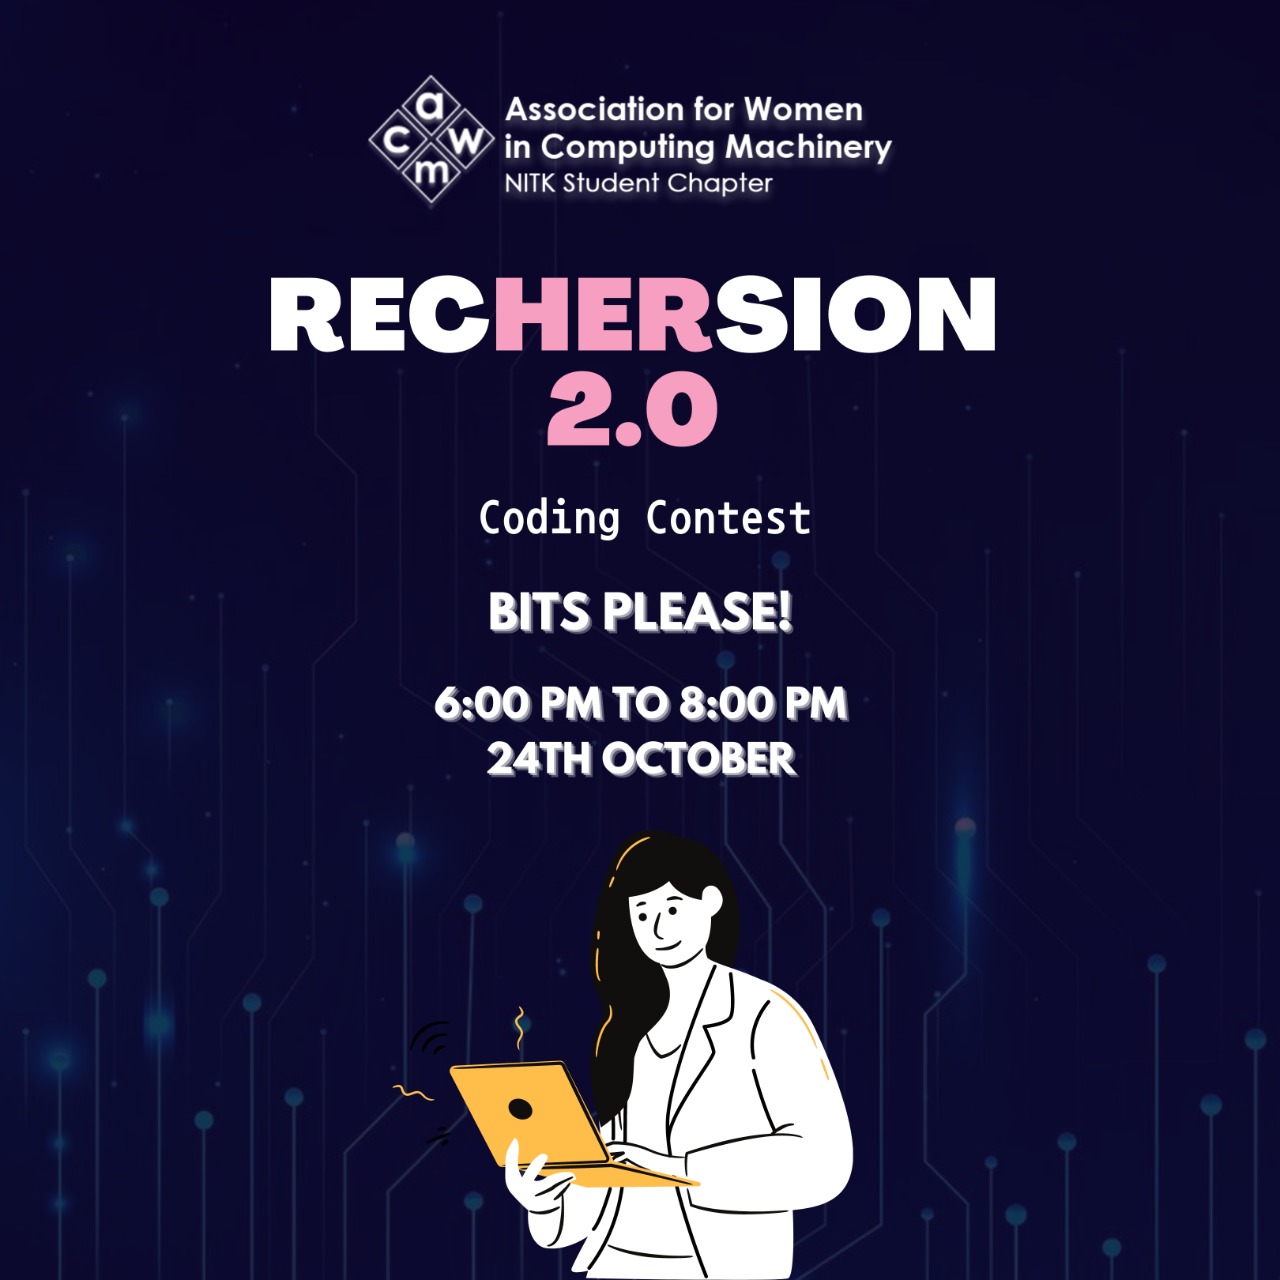 a
c w
m
Association for Women
in Computing Machinery
NITK Student Chapter
RECHERSION
2.0
Coding Contest
BITS PLEASE!
6:00 PM TO 8:00 PM
24TH OCTOBER